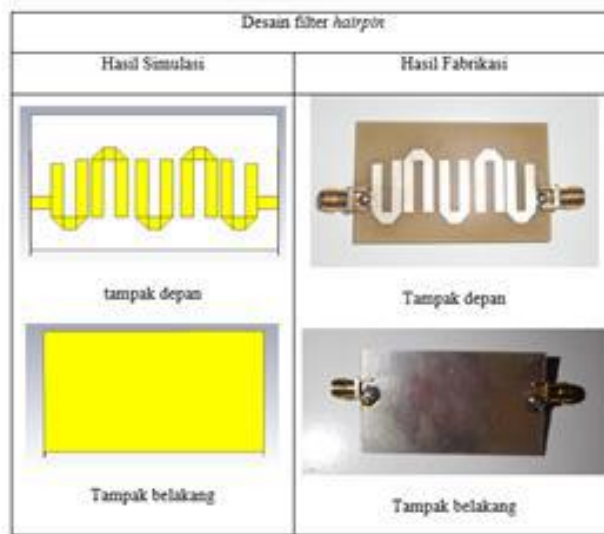 Desain filter hairpin
Hasil Simulasi
Hasil Fabrikasi
tampak depan
Tampak depan
Tampak belakang
Tampak belakang